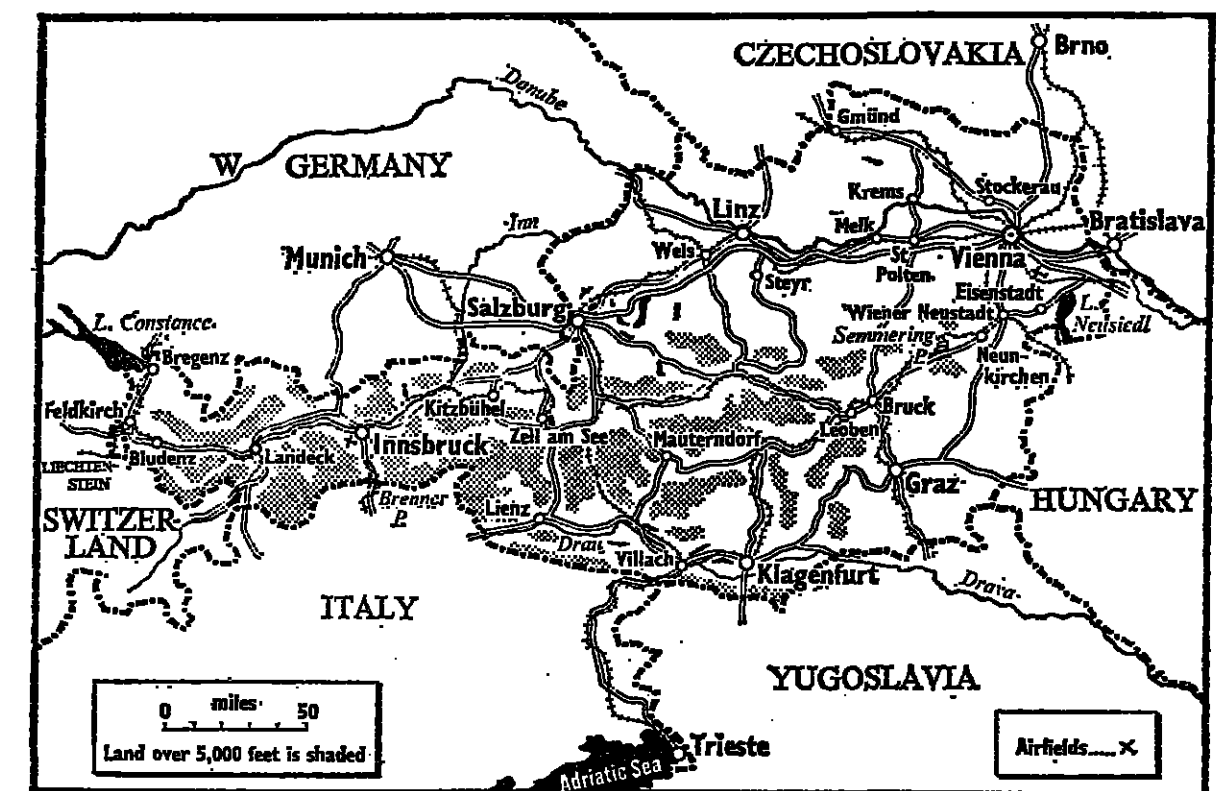 CZECHOSLOVAKIA
Brno
Danube
Gmünd
W GERMANY
Krems
Stockerau
Linz
Inn
Melk
Bratislava
Munich
Wels
St
Polten
Vienna
Steyr
Eisenstadt
Salzburg
Wiener Neustadt
L.
Neusiedl
L. Constance
Semmering
P.
Bregenz
Neun-
kirchen
Feldkirch
Kitzbühel
Bruck
Innsbruck
Zell am See
Mauterndorf
Leoben
Bludenz
Landeck
LIECHTEN
STEIN
Graz
Brenner
P.
HUNGARY
Lienz
SWITZER-
LAND
Drau
Villach
Klagenfurt
Drava
ITALY
YUGOSLAVIA
miles
0 50
Land over 5,000 feet is shaded
Trieste
Airfields.....
Adriatic Sea